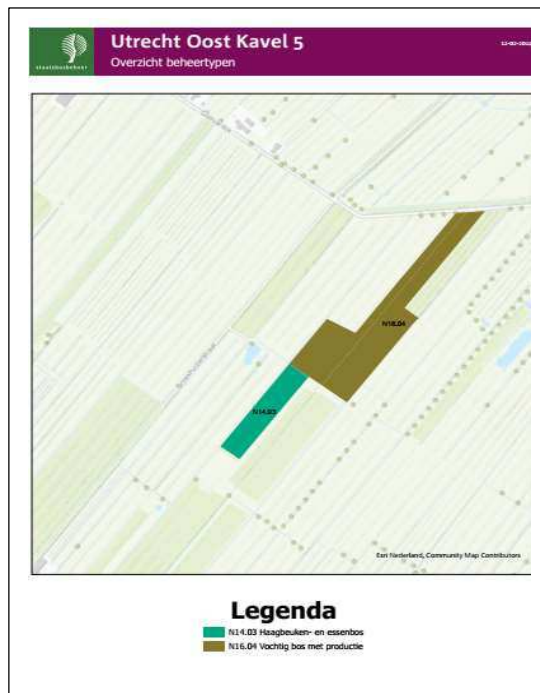 Utrecht Oost Kavel 5
Overzicht beheertypen
staatsbosbeheer
N16.04
N14.03
Esri Nederland, Community Map Contributors
Legenda
N14.03 Haagbeuken- en essenbos
N16.04 Vochtig bos met productie